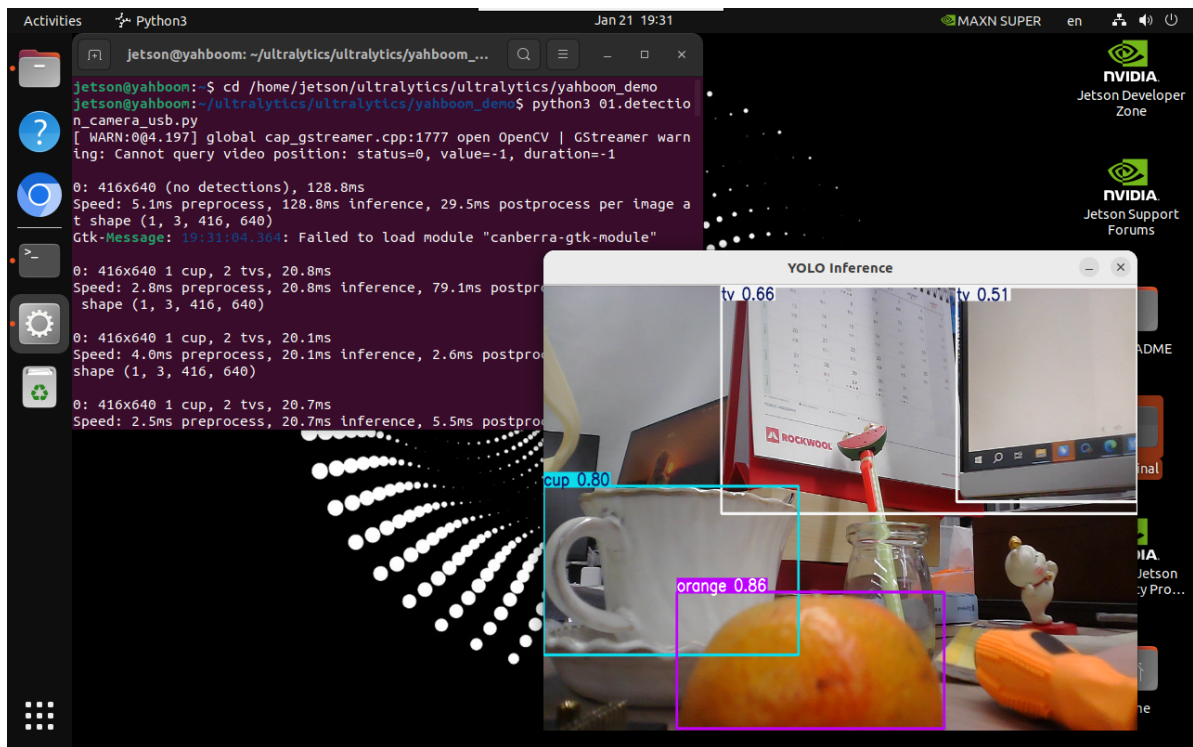 Activities
Python3
Jan 21 19:31
MAXN SUPER
en
jetson@yahboom: ~/ultralytics/ultralytics/yahboom_...
jetson@yahboom:~$ cd /home/jetson/ultralytics/ultralytics/yahboom_demo
jetson@yahboom:~/ultralytics/ultralytics/yahboom_demo$ python3 01.detectio
n_camera_usb.py
[ WARN:0@4.197] global cap_gstreamer.cpp:1777 open OpenCV | GStreamer warn
ing: Cannot query video position: status=0, value=-1, duration=-1
0: 416x640 (no detections), 128.8ms
Speed: 5.1ms preprocess, 128.8ms inference, 29.5ms postprocess per image a
t shape (1, 3, 416, 640)
Gtk-Message: 19:31:04.364: Failed to load module "canberra-gtk-module"
0: 416x640 1 cup, 2 tvs, 20.8ms
Speed: 2.8ms preprocess, 20.8ms inference, 79.1ms postpro
shape (1, 3, 416, 640)
0: 416x640 1 cup, 2 tvs, 20.1ms
Speed: 4.0ms preprocess, 20.1ms inference, 2.6ms postpro
shape (1, 3, 416, 640)
0: 416x640 1 cup, 2 tvs, 20.7ms
Speed: 2.5ms preprocess, 20.7ms inference, 5.5ms postpro
NVIDIA.
Jetson Developer
Zone
NVIDIA.
Jetson Support
Forums
YOLO Inference
tv 0.66
tv 0.51
ROCKWOOL
cup 0.80
orange 0.86
ADME
inal
IA.
Jetson
ty Pro...
ne